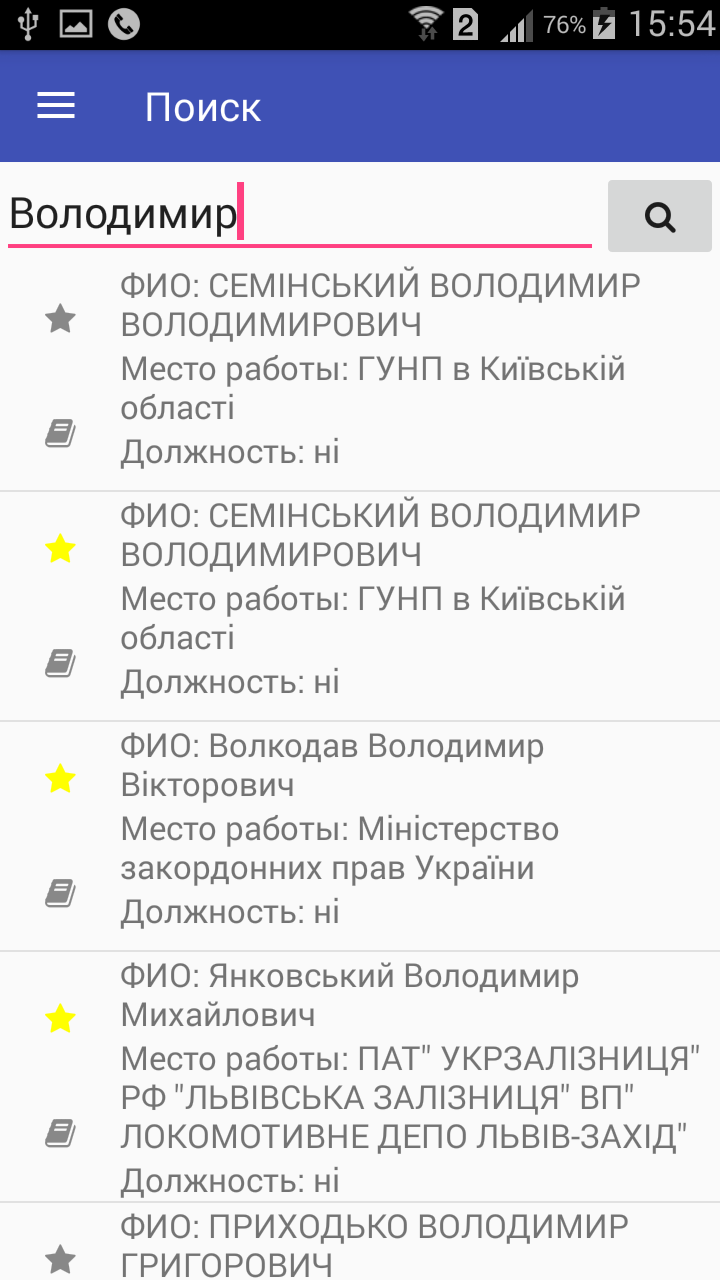 2
76%
15:54
Поиск
Володимир
ФИО: СЕМІНСЬКИЙ ВОЛОДИМИР
ВОЛОДИМИРОВИЧ
Место работы: ГУНП в Київській
області
Должность: ні
ФИО: СЕМІНСЬКИЙ ВОЛОДИМИР
ВОЛОДИМИРОВИЧ
Место работы: ГУНП в Київській
області
Должность: ні
ФИО: Волкодав Володимир
Вікторович
Место работы: Міністерство
закордонних прав України
Должность: ні
ФИО: Янковський Володимир
Михайлович
Место работы: ПАТ" УКРЗАЛІЗНИЦЯ"
РФ "ЛЬВІВСЬКА ЗАЛІЗНИЦЯ" ВП"
ЛОКОМОТИВНЕ ДЕПО ЛЬВІВ-ЗАХІД"
Должность: ні
ФИО: ПРИХОДЬКО ВОЛОДИМИР
ГРИГОРОВИЧ